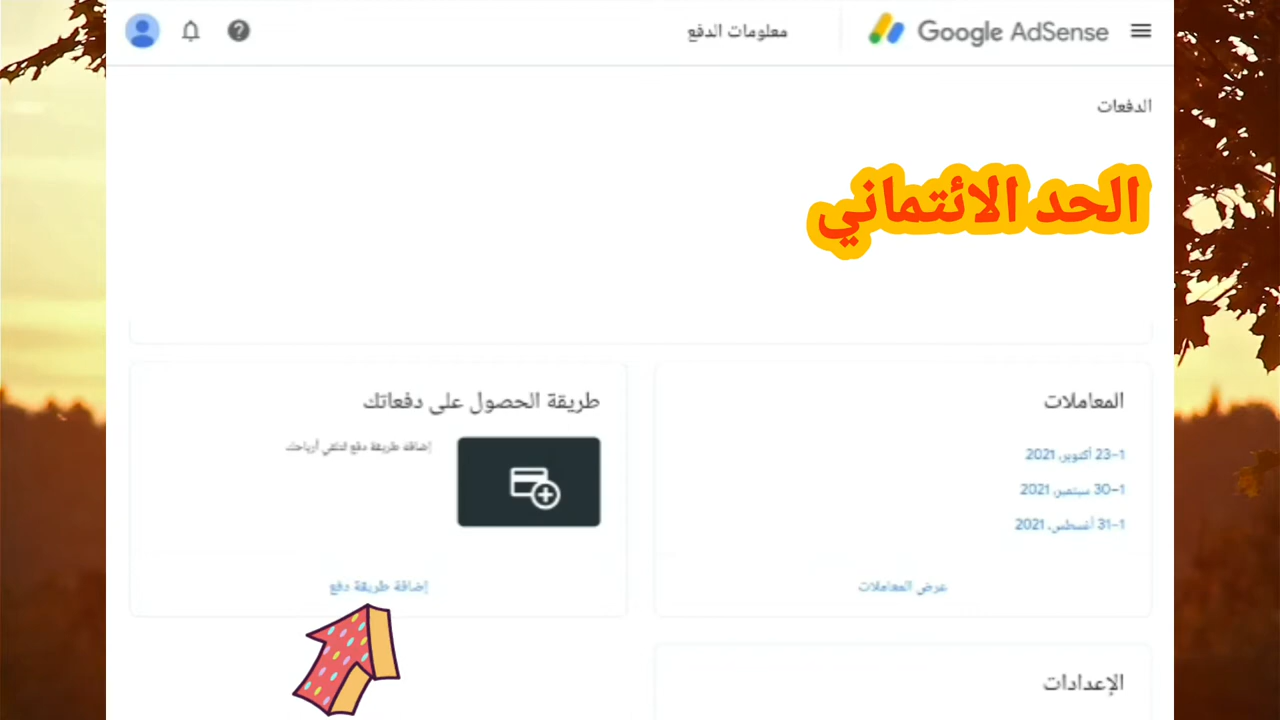 Google AdSense
معلومات الدفع
الدفعات
الحد الائتماني
المعاملات
1–23 أكتوبر، 2021
1–30 سبتمبر، 2021
1–31 أغسطس، 2021
عرض المعاملات
طريقة الحصول على دفعاتك
إضافة طريقة دفع لتلقي أرباحك
إضافة طريقة دفع
الإعدادات